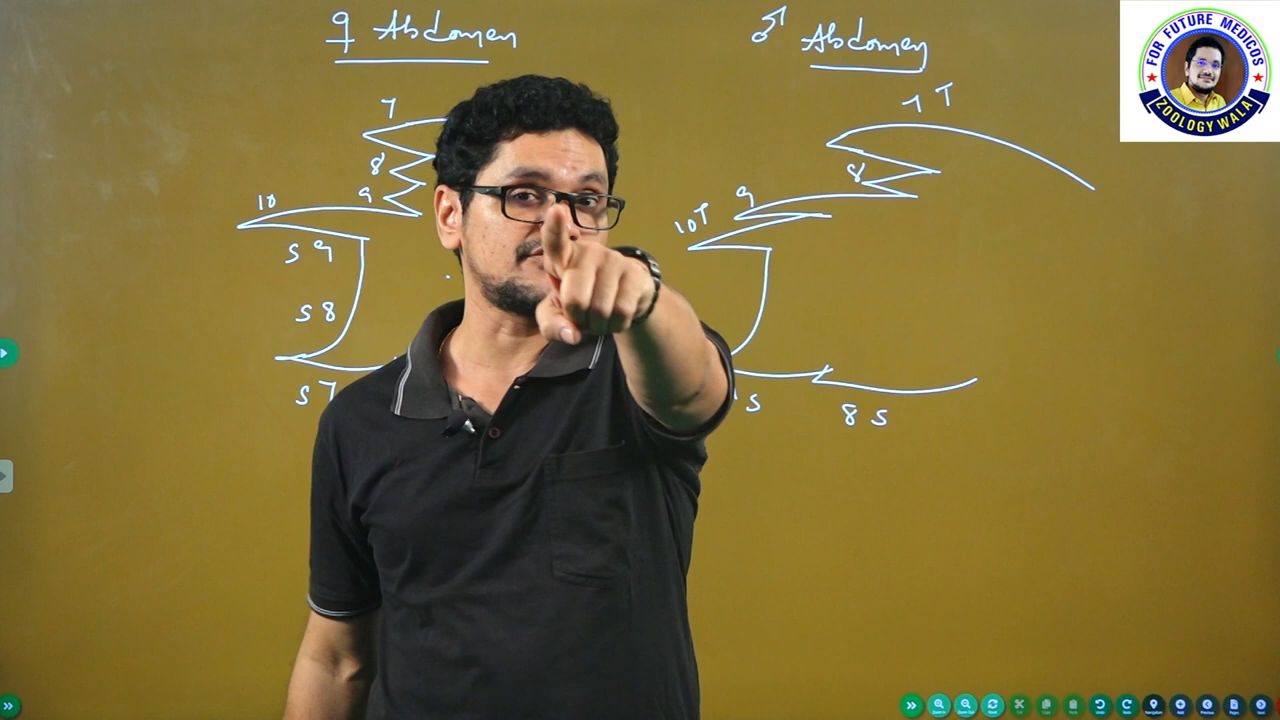 ♀ Abdomen
7
8
9
10
S 9
S 8
S 7
♂ Abdomen
7 T
8
9
10 T
S
8 S
FOR FUTURE MEDICOS
ZOOLOGY WALA